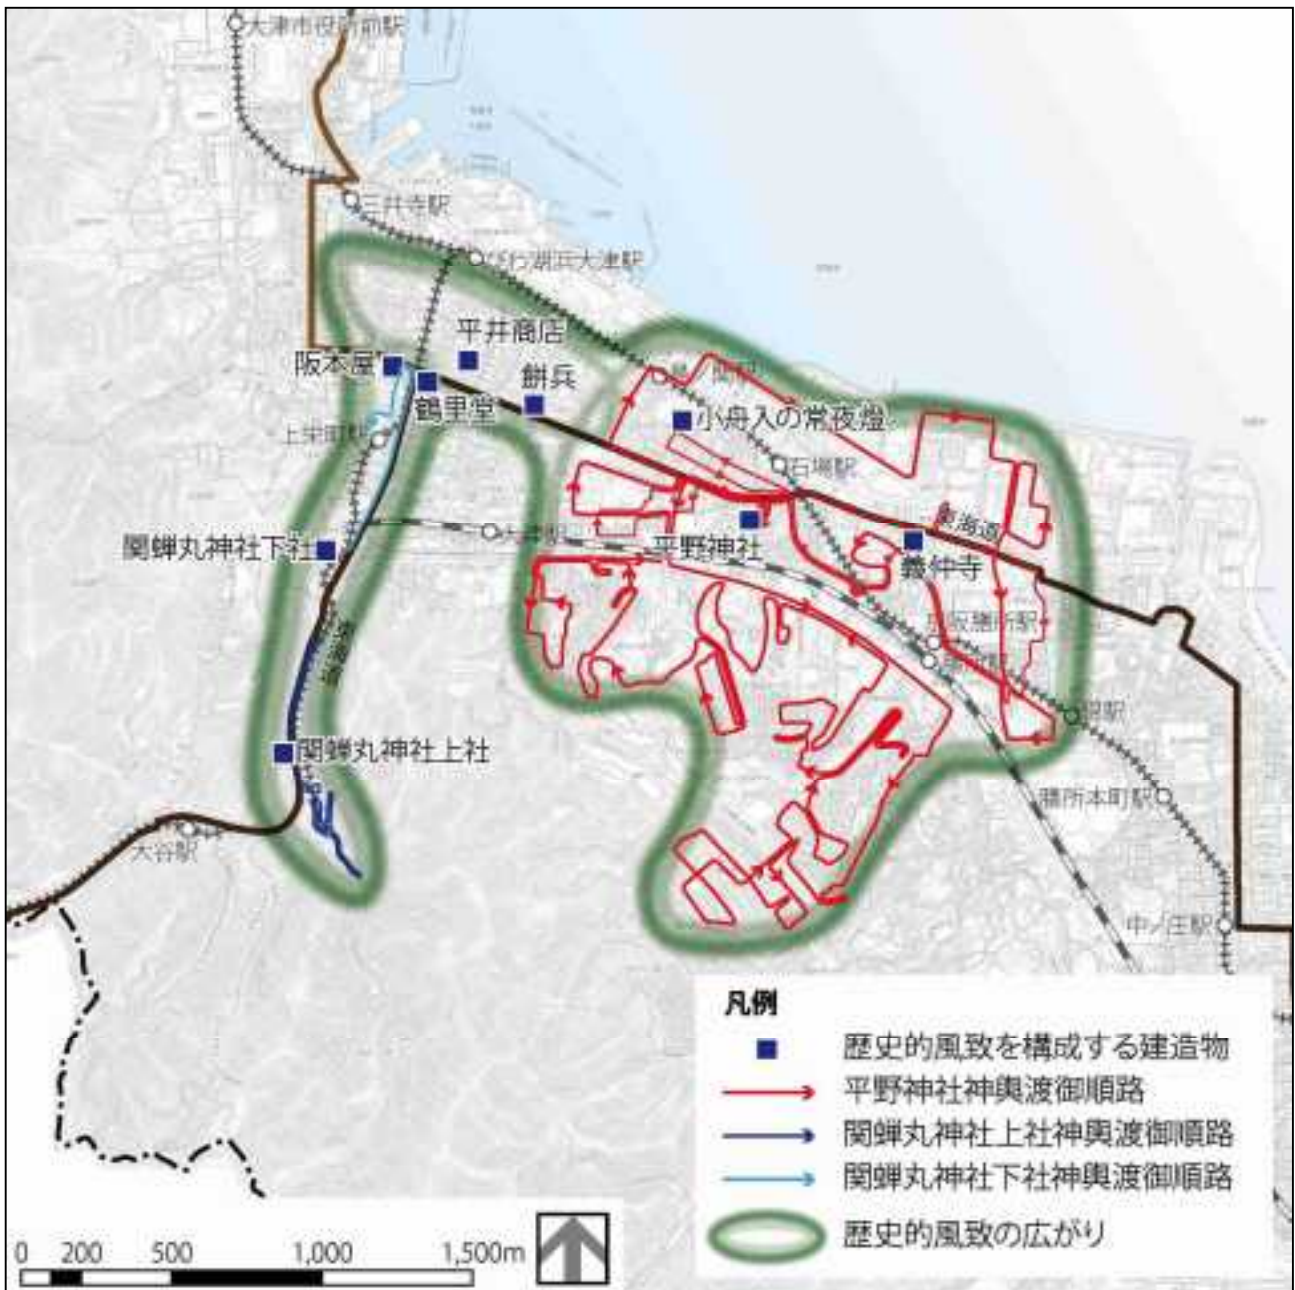 大津市役所前駅
三井寺駅
びわ湖浜大津駅
平井商店
阪本屋
餅兵
鶴里堂
小舟入の常夜燈
上栄町駅
石場駅
東海道
大津駅
関蝉丸神社下社
平野神社
義仲寺
京阪膳所駅
膳所駅
錦駅
関蝉丸神社上社
膳所本町駅
大谷駅
中ノ庄駅
凡例
歴史的風致を構成する建造物
平野神社神輿渡御順路
関蝉丸神社上社神輿渡御順路
関蝉丸神社下社神輿渡御順路
歴史的風致の広がり
0 200 500 1,000 1,500m